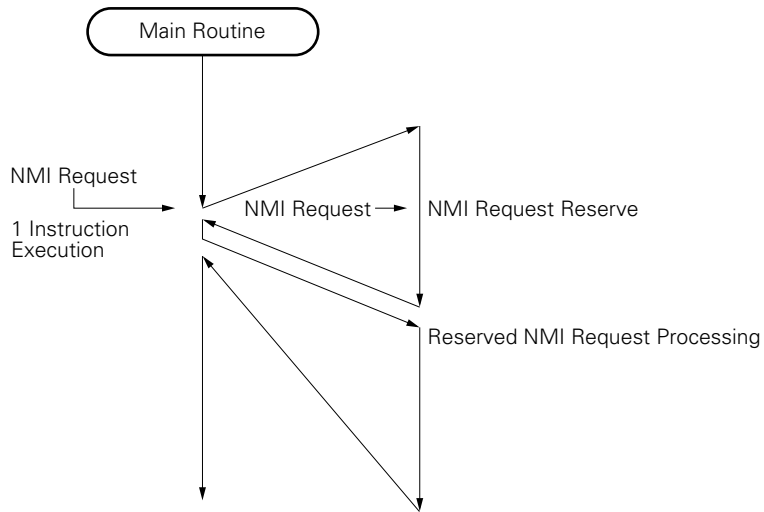 Main Routine
NMI Request
NMI Request
NMI Request Reserve
1 Instruction
Execution
Reserved NMI Request Processing